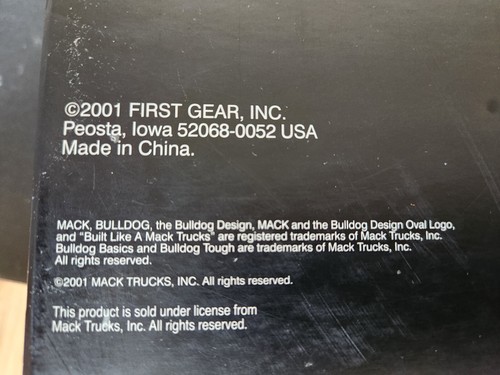 ©2001 FIRST GEAR, INC.
Peosta, Iowa 52068-0052 USA
Made in China.
MACK, BULLDOG, the Bulldog Design, MACK and the Bulldog Design Oval Logo,
and "Built Like A Mack Trucks" are registered trademarks of Mack Trucks, Inc.
Bulldog Basics and Bulldog Tough are trademarks of Mack Trucks, Inc.
All rights reserved.
©2001 MACK TRUCKS, INC. All rights reserved.
This product is sold under license from
Mack Trucks, Inc. All rights reserved.